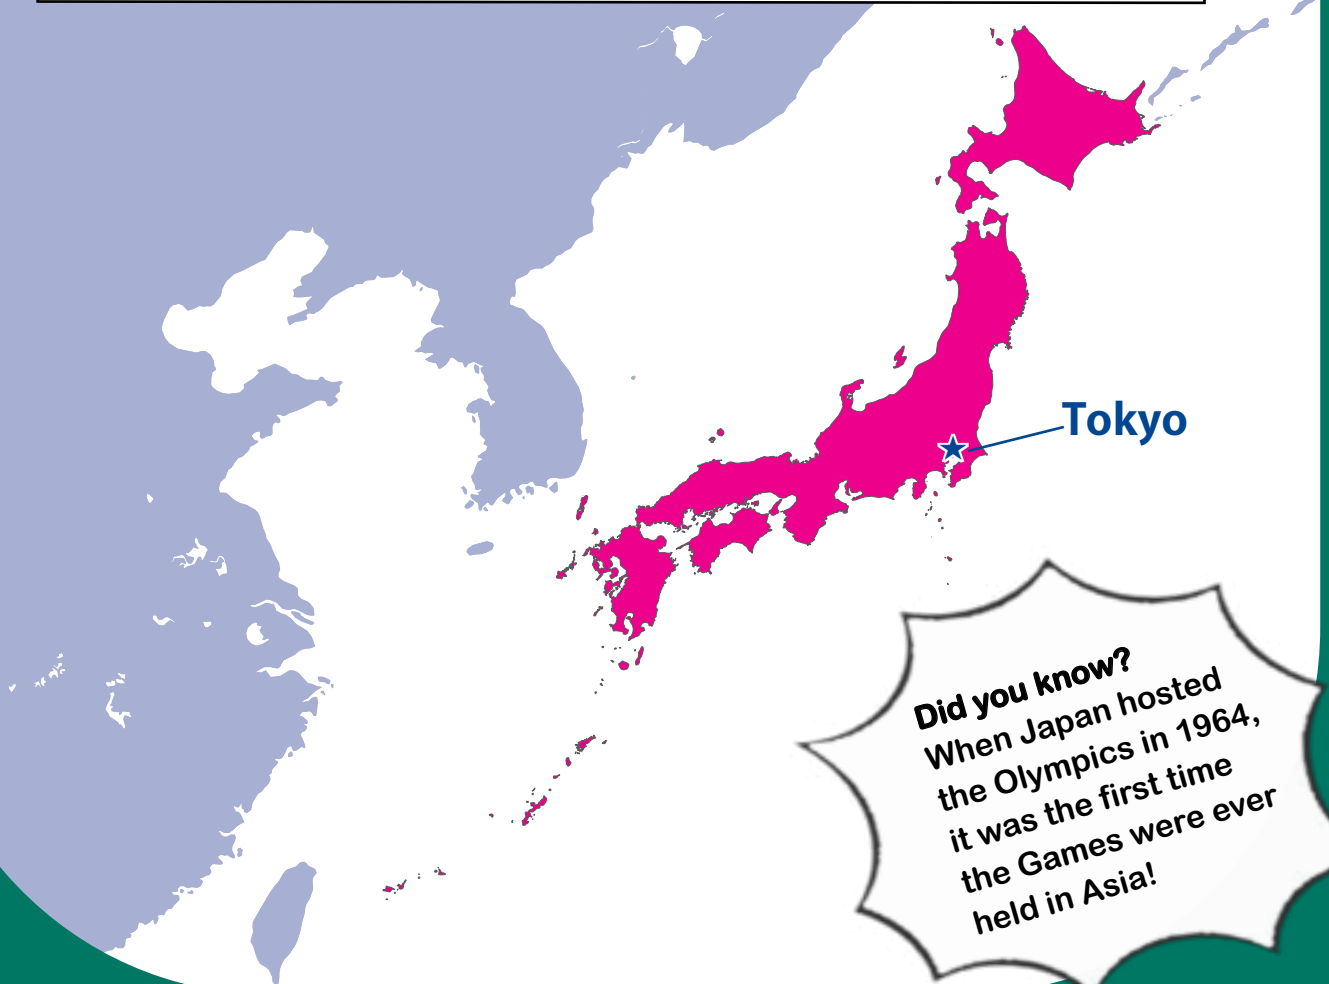 Tokyo
Did you know?
When Japan hosted
the Olympics in 1964,
it was the first time
the Games were ever
held in Asia!